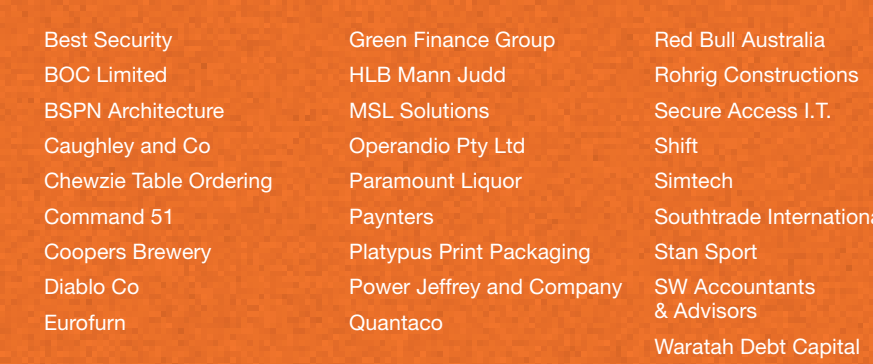 Best Security
BOC Limited
BSPN Architecture
Caughley and Co
Chewzie Table Ordering
Command 51
Coopers Brewery
Diablo Co
Eurofurn
Green Finance Group
HLB Mann Judd
MSL Solutions
Operandio Pty Ltd
Paramount Liquor
Paynters
Platypus Print Packaging
Power Jeffrey and Company
Quantaco
Red Bull Australia
Rohrig Constructions
Secure Access I.T.
Shift
Simtech
Southtrade
Stan Sport
SW Accountants
& Advisors
Waratah Debt Capital